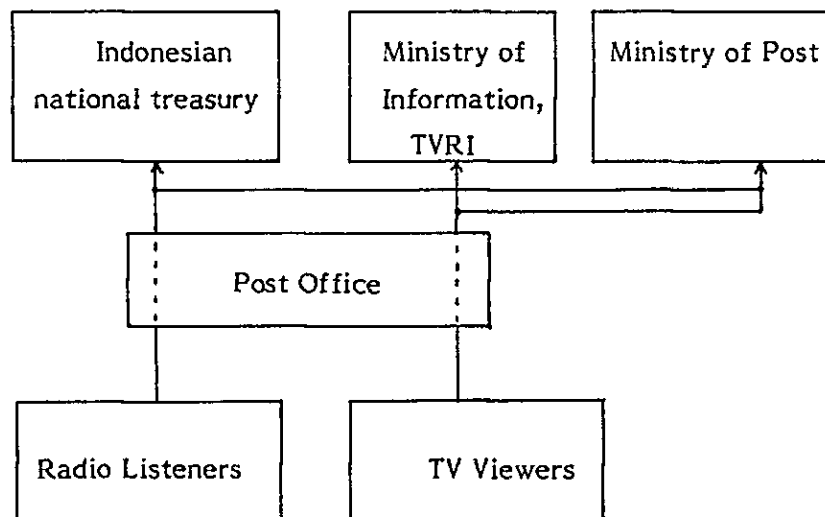 Indonesian
national treasury
Ministry of
Information,
TVRI
Ministry of Post
Post Office
Radio Listeners
TV Viewers